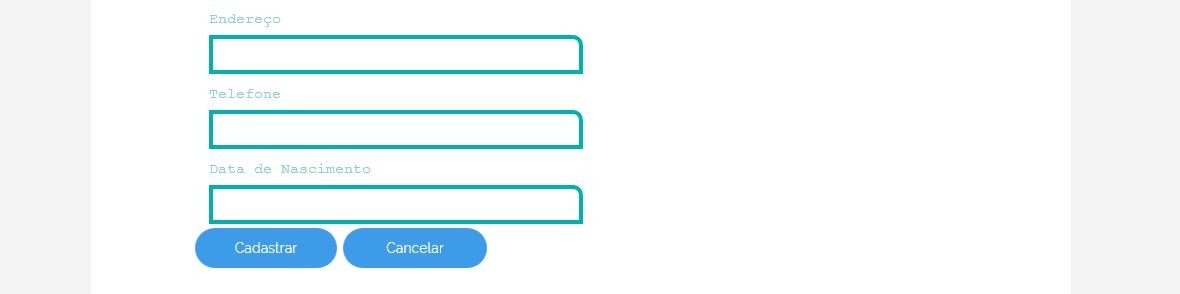 Endereço
Telefone
Data de Nascimento
Cadastrar Cancelar